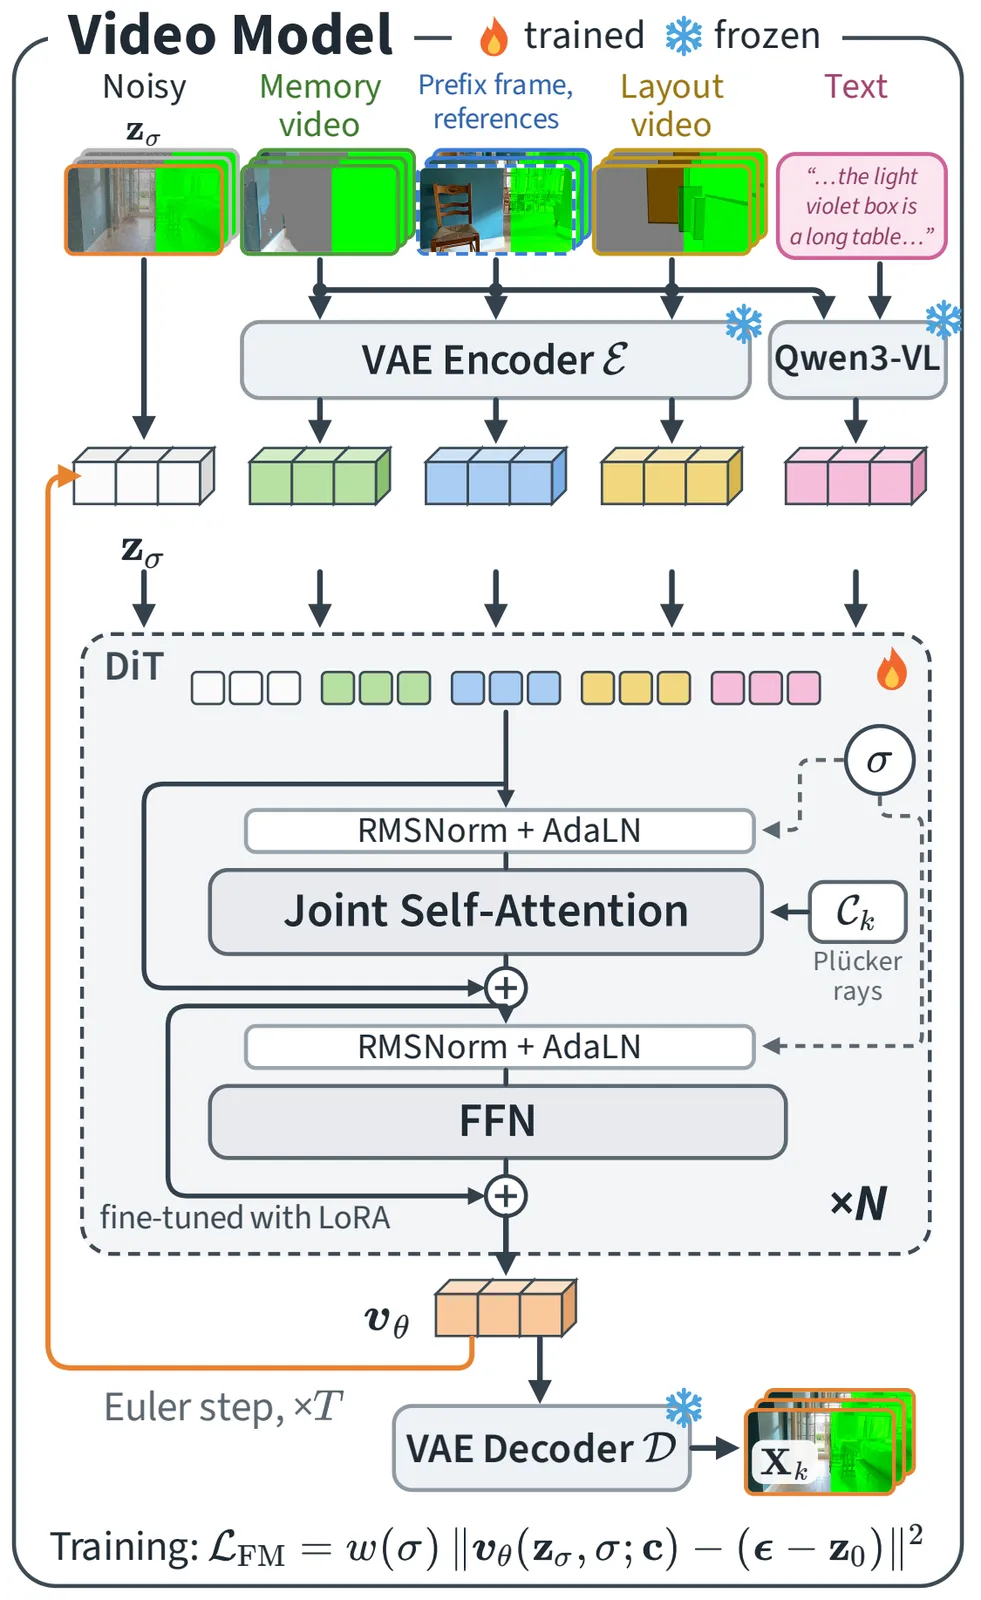 Video Model — trained frozen
Noisy
𝐳_σ
Memory
video
Prefix frame,
references
Layout
video
Text
“…the light
violet box is
a long table…”
VAE Encoder ℰ
Qwen3-VL
𝐳_σ
DiT
σ
RMSNorm + AdaLN
Joint Self-Attention
𝒞_k
Plücker
rays
+
RMSNorm + AdaLN
FFN
+
fine-tuned with LoRA
×N
𝒗_θ
Euler step, ×T
VAE Decoder 𝒟
𝐗_k
Training: ℒ_FM = w(σ) ‖𝒗_θ(𝐳_σ, σ; 𝐜) − (ϵ − 𝐳_0)‖²